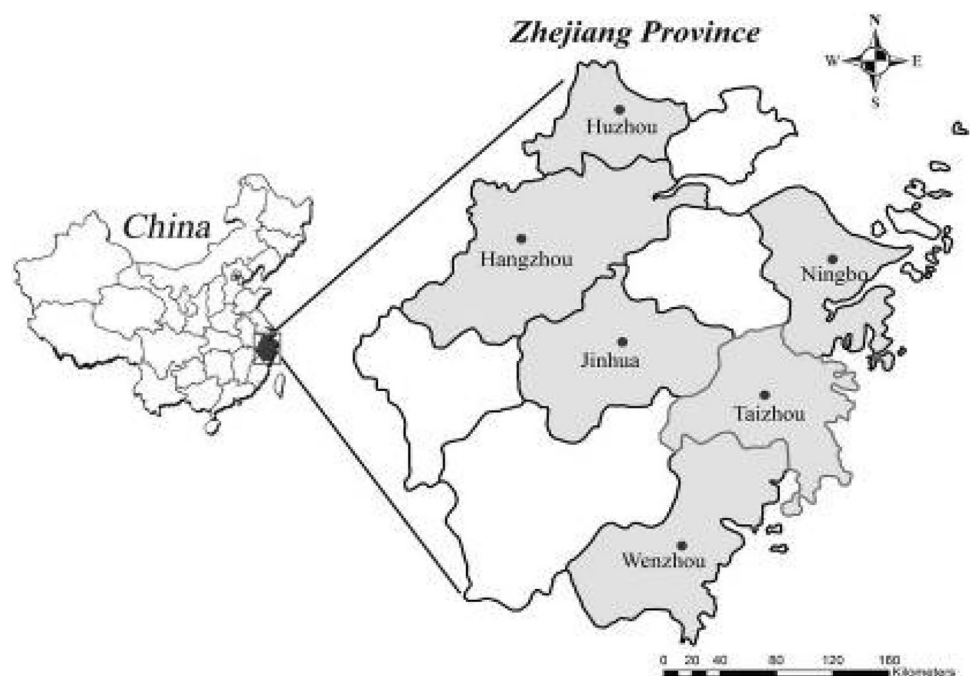 Zhejiang Province
N
W
E
S
Huzhou
China
Hangzhou
Ningbo
Jinhua
Taizhou
Wenzhou
0 20 40 80 120 160
Kilometers